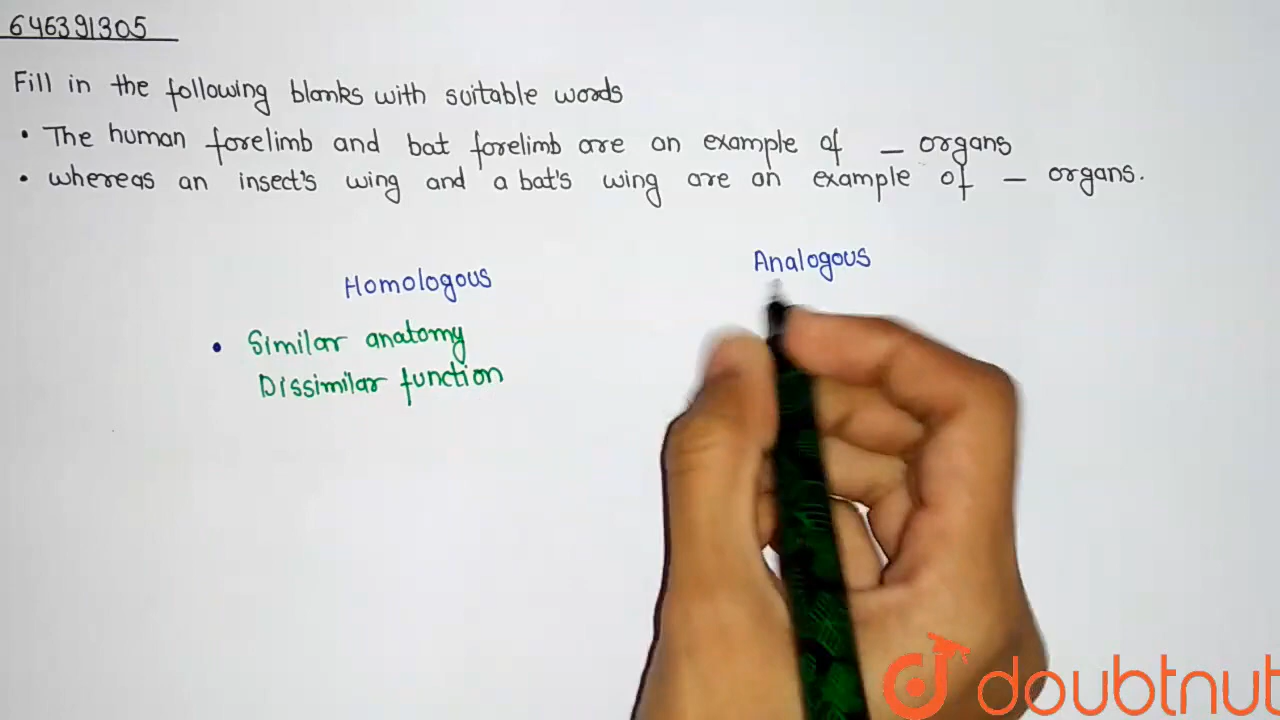 646391305
Fill in the following blanks with suitable words
• The human forelimb and bat forelimb are an example of _ organs
• whereas an insect's wing and a bat's wing are an example of _ organs.
Homologous
Analogous
• Similar anatomy
Dissimilar function
doubtnut